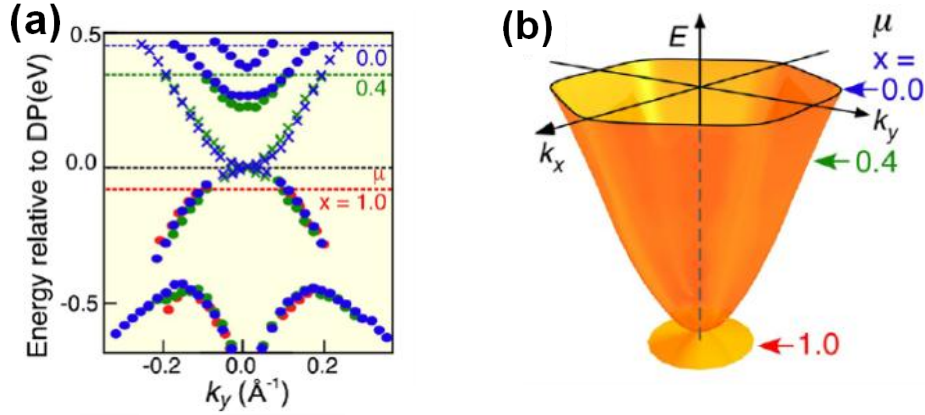 (a)
Energy relative to DP(eV)
0.5
0.0
-0.5
0.0
0.4
μ
x = 1.0
-0.2
0.0
0.2
ky (Å-1)
(b)
E
μ
x =
0.0
kx
ky
0.4
1.0